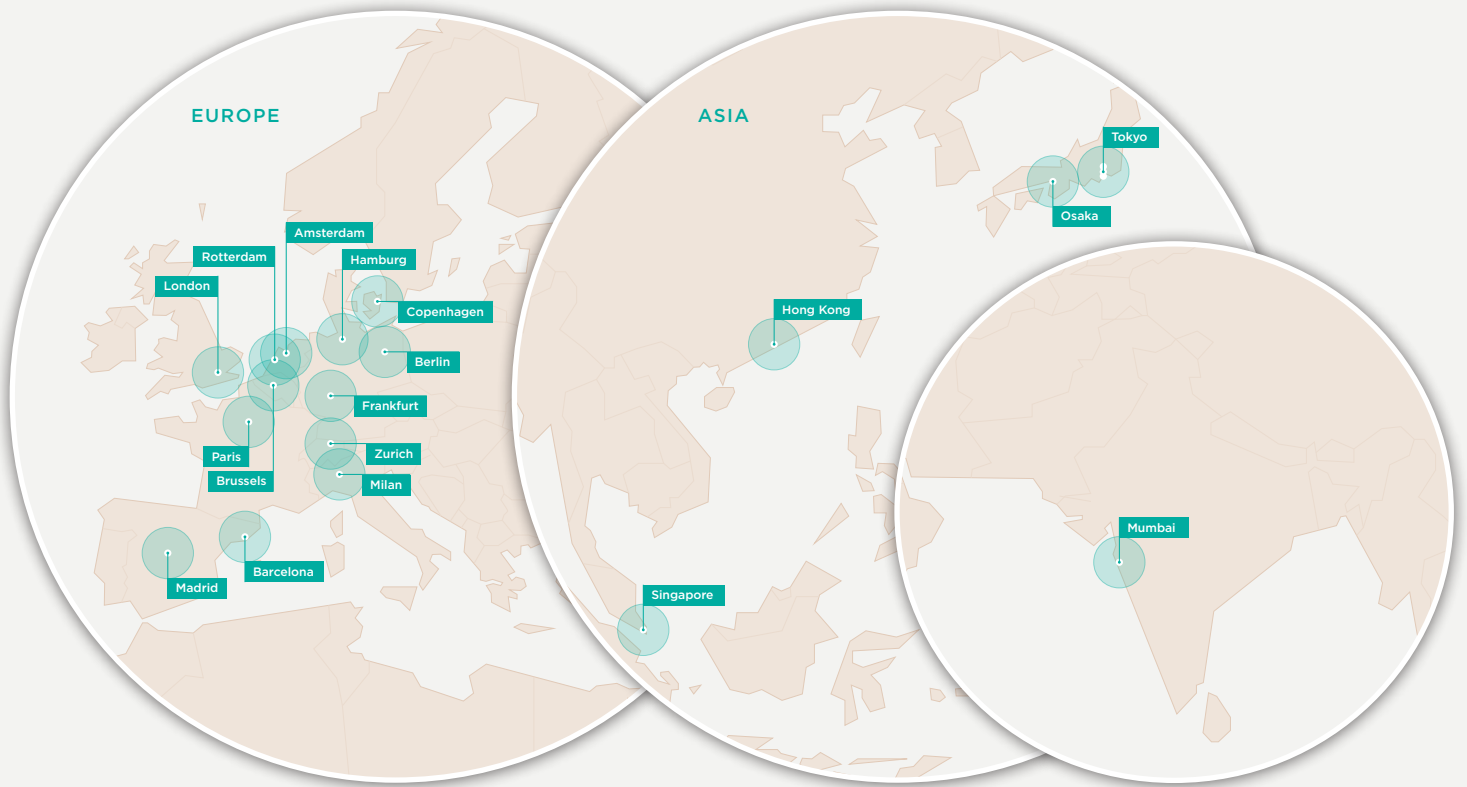 EUROPE
Amsterdam
Rotterdam
Hamburg
London
Copenhagen
Berlin
Frankfurt
Zurich
Paris
Brussels
Milan
Barcelona
Madrid
ASIA
Tokyo
Osaka
Hong Kong
Singapore
Mumbai